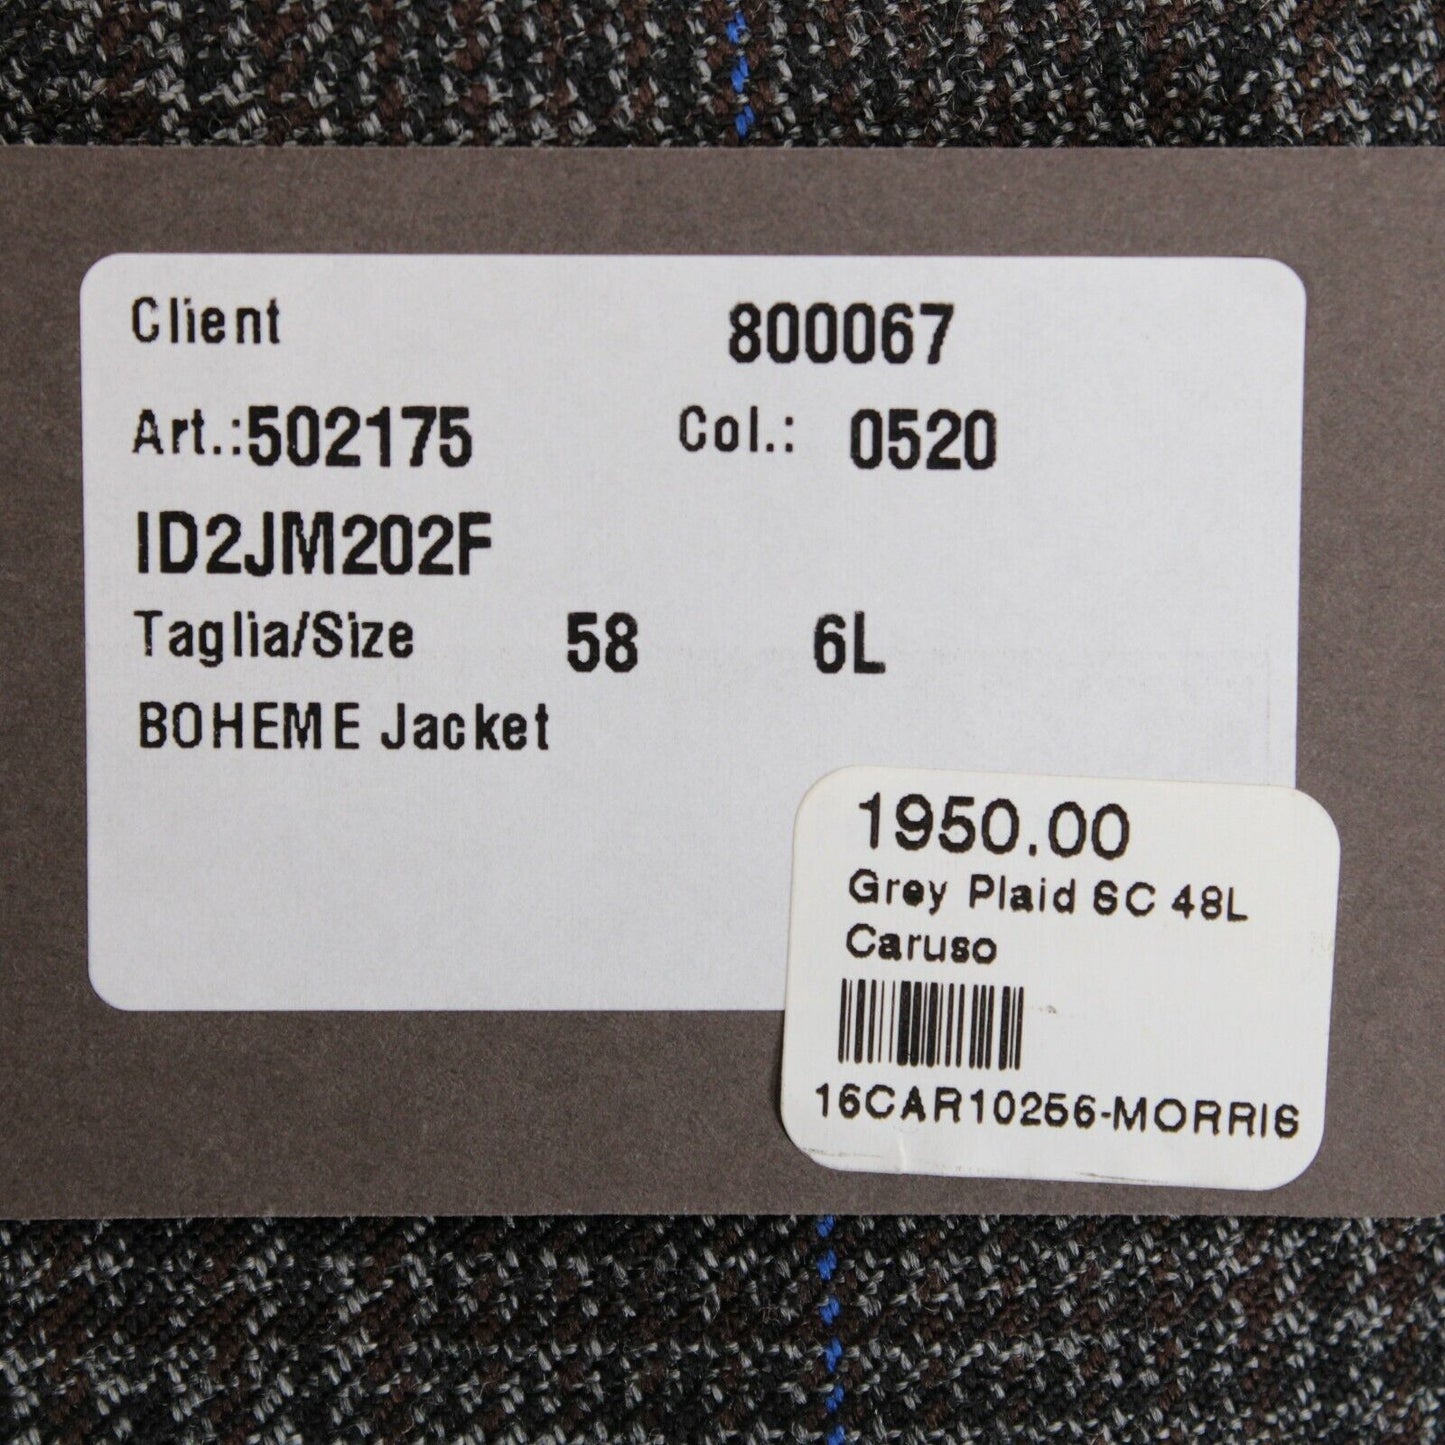 Client 800067
Art.:502175 Col.: 0520
ID2JM202F
Taglia/Size 58 6L
BOHEME Jacket
1950.00
Grey Plaid SC 48L
Caruso
16CAR10256-MORRIS